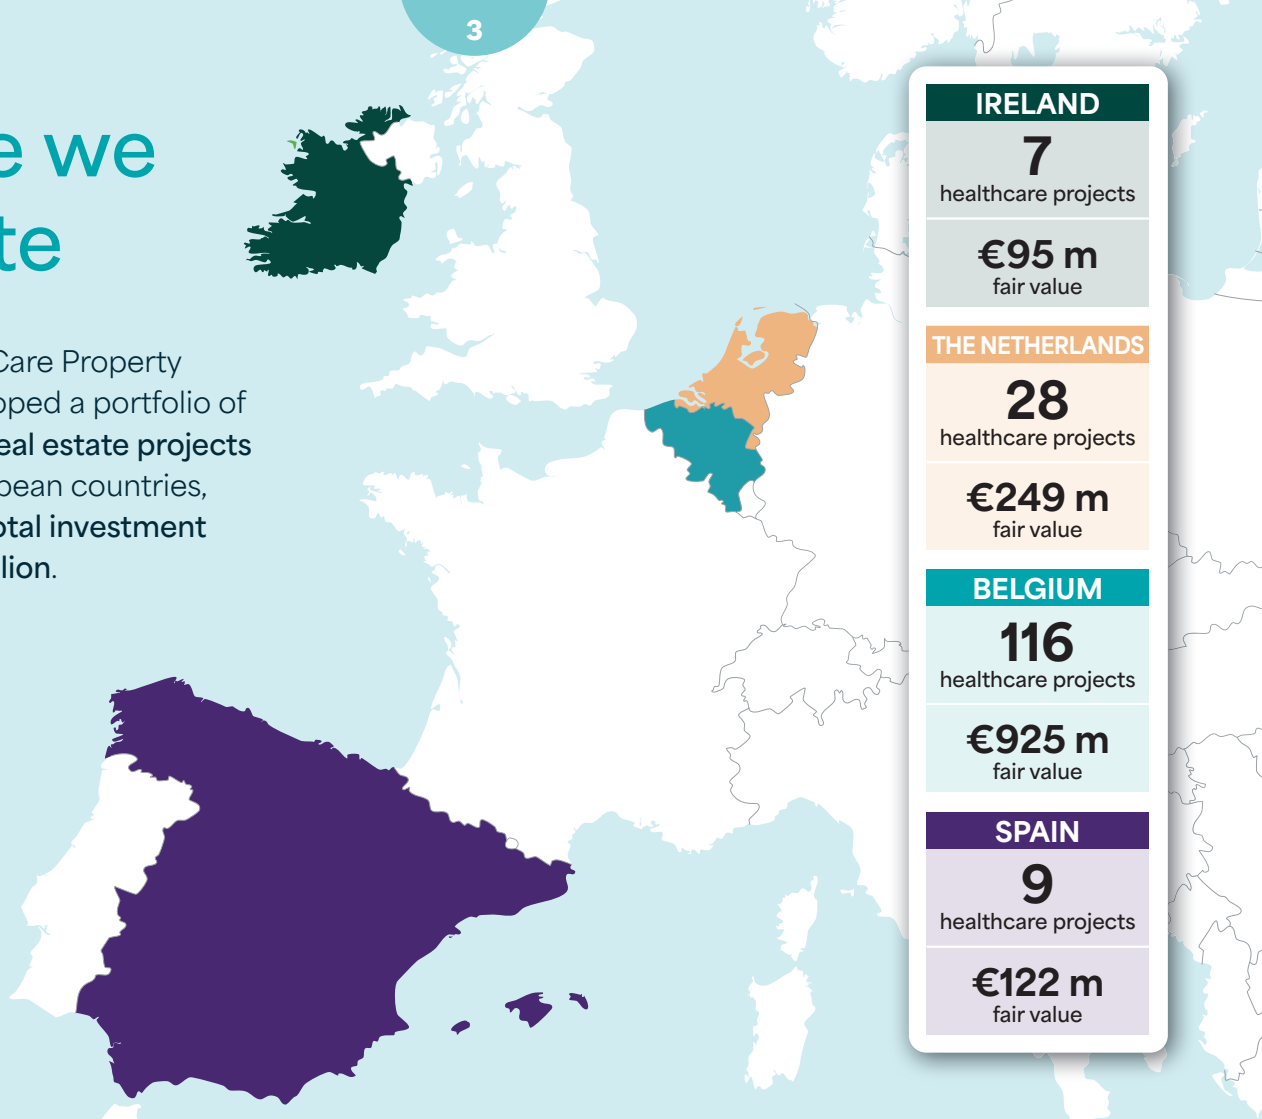 3
e we
te
Care Property
oped a portfolio of
eal estate projects
pean countries,
otal investment
lion.
IRELAND
7
healthcare projects
€95 m
fair value
THE NETHERLANDS
28
healthcare projects
€249 m
fair value
BELGIUM
116
healthcare projects
€925 m
fair value
SPAIN
9
healthcare projects
€122 m
fair value